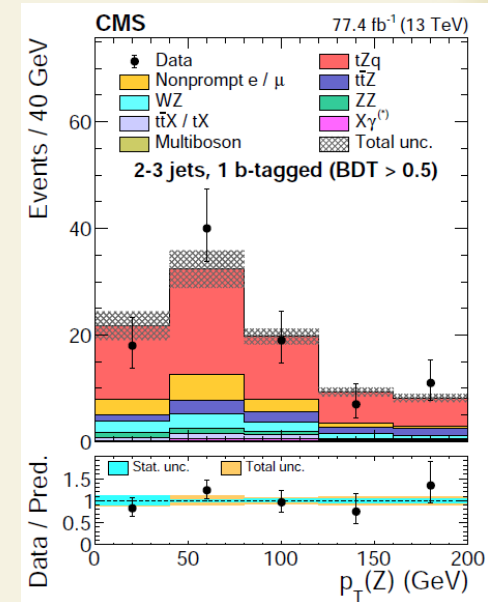 CMS 77.4 fb⁻¹ (13 TeV)
Events / 40 GeV
Data tZq
Nonprompt e / μ tt̄Z
WZ ZZ
tt̄X / tX Xγ(*)
Multiboson Total unc.
2-3 jets, 1 b-tagged (BDT > 0.5)
60
40
20
0
Data / Pred.
Stat. unc. Total unc.
1.5
1
0.5
0
0 50 100 150 200
pT(Z) (GeV)